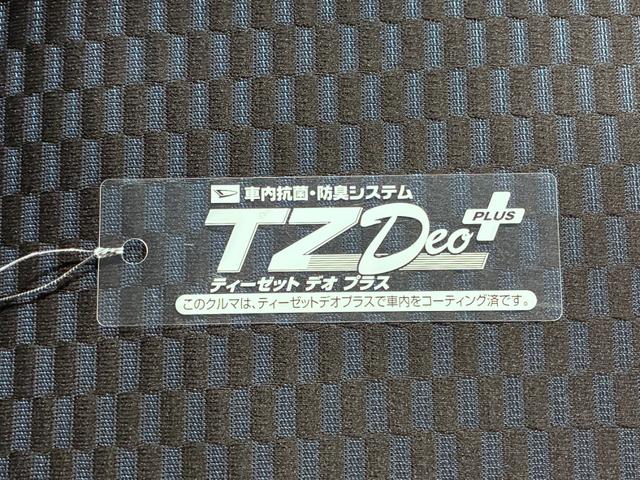 車内抗菌・防臭システム
TZ Deo PLUS
ティーゼット デオ プラス
このクルマは、ティーゼットデオプラスで車内をコーティング済です。